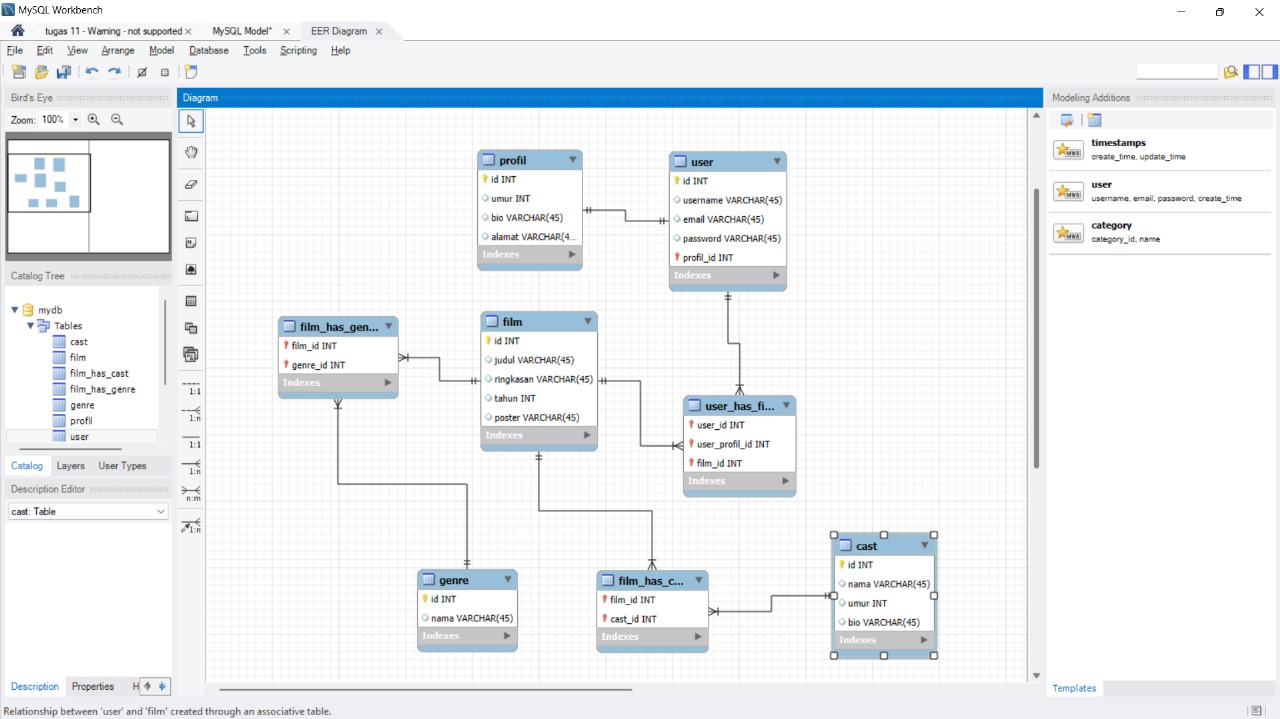 MySQL Workbench
tugas 11 - Warning - not supported
MySQL Model*
EER Diagram
File Edit View Arrange Model Database Tools Scripting Help
Bird's Eye
Zoom: 100%
Catalog Tree
mydb
Tables
cast
film
film_has_cast
film_has_genre
genre
profil
user
Catalog Layers User Types
Description Editor
cast: Table
Description Properties H
Diagram
1:1
1:n
1:1
1:n
n:m
1:n
profil
id INT
umur INT
bio VARCHAR(45)
alamat VARCHAR(4...
Indexes
user
id INT
username VARCHAR(45)
email VARCHAR(45)
password VARCHAR(45)
profil_id INT
Indexes
film_has_gen...
film_id INT
genre_id INT
Indexes
film
id INT
judul VARCHAR(45)
ringkasan VARCHAR(45)
tahun INT
poster VARCHAR(45)
Indexes
user_has_fi...
user_id INT
user_profil_id INT
film_id INT
Indexes
genre
id INT
nama VARCHAR(45)
Indexes
film_has_c...
film_id INT
cast_id INT
Indexes
cast
id INT
nama VARCHAR(45)
umur INT
bio VARCHAR(45)
Indexes
Modeling Additions
timestamps
create_time, update_time
user
username, email, password, create_time
category
category_id, name
MWB
MWB
MWB
Templates
Relationship between 'user' and 'film' created through an associative table.